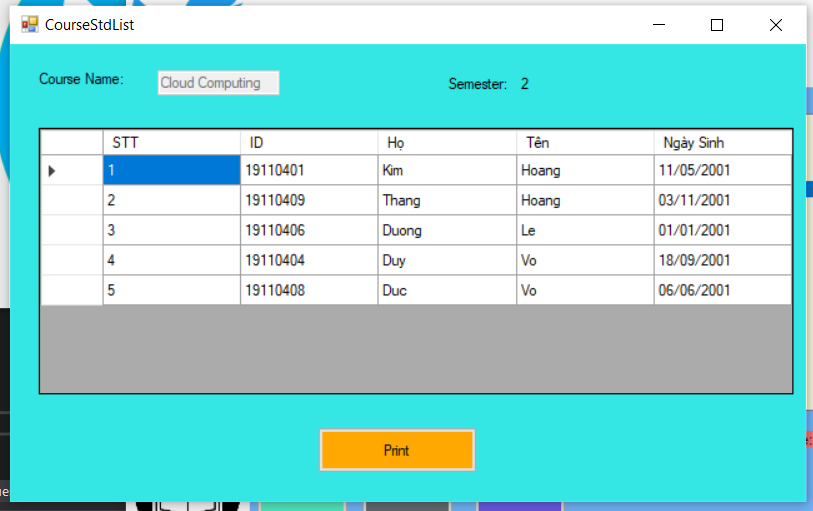 CourseStdList
Course Name: Cloud Computing Semester: 2
STT ID Họ Tên Ngày Sinh
1 19110401 Kim Hoang 11/05/2001
2 19110409 Thang Hoang 03/11/2001
3 19110406 Duong Le 01/01/2001
4 19110404 Duy Vo 18/09/2001
5 19110408 Duc Vo 06/06/2001
Print